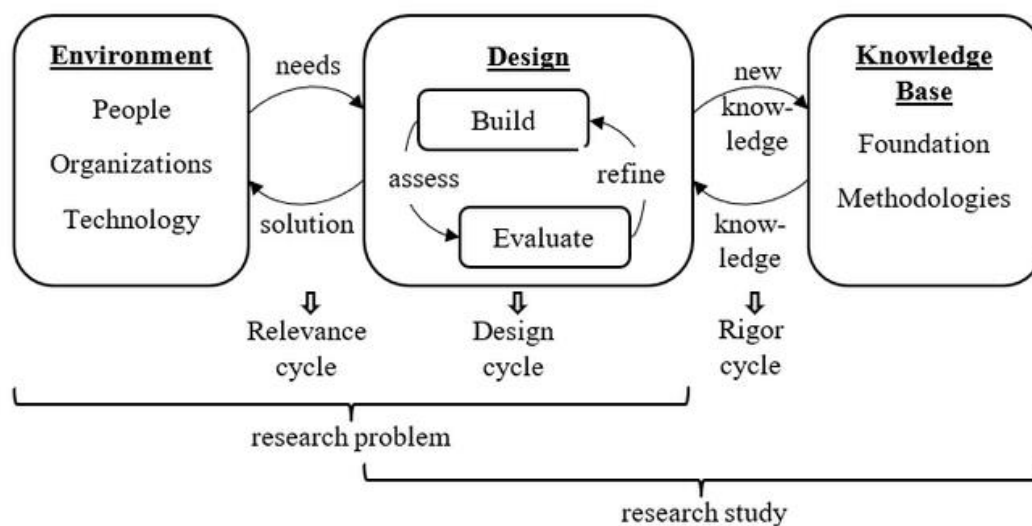 Environment
People
Organizations
Technology
needs
solution
Design
Build
assess
refine
Evaluate
new
know-
ledge
know-
ledge
Knowledge
Base
Foundation
Methodologies
Relevance
cycle
Design
cycle
Rigor
cycle
research problem
research study